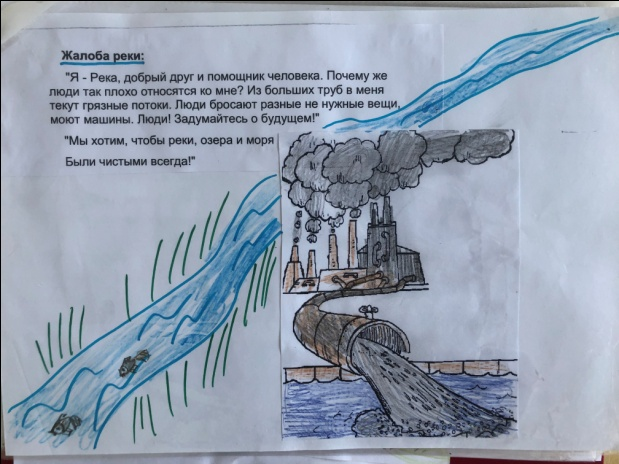 Жалоба реки:
"Я - Река, добрый друг и помощник человека. Почему же
люди так плохо относятся ко мне? Из больших труб в меня
текут грязные потоки. Люди бросают разные не нужные вещи,
моют машины. Люди! Задумайтесь о будущем!"
"Мы хотим, чтобы реки, озера и моря
Были чистыми всегда!"